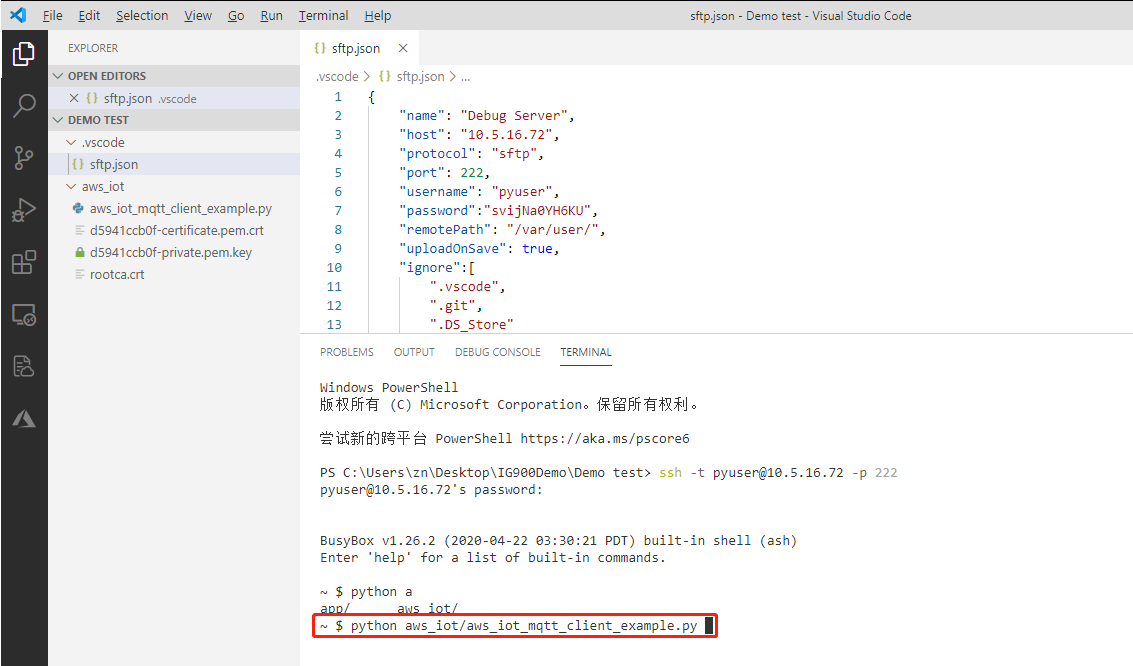 File Edit Selection View Go Run Terminal Help sftp.json - Demo test - Visual Studio Code
EXPLORER
OPEN EDITORS
sftp.json .vscode
DEMO TEST
.vscode
{} sftp.json
aws_iot
aws_iot_mqtt_client_example.py
d5941ccb0f-certificate.pem.crt
d5941ccb0f-private.pem.key
rootca.crt
{} sftp.json
.vscode > {} sftp.json > ...
1 {
2 "name": "Debug Server",
3 "host": "10.5.16.72",
4 "protocol": "sftp",
5 "port": 222,
6 "username": "pyuser",
7 "password":"svijNa0YH6KU",
8 "remotePath": "/var/user/",
9 "uploadOnSave": true,
10 "ignore":[
11 ".vscode",
12 ".git",
13 ".DS_Store"
PROBLEMS OUTPUT DEBUG CONSOLE TERMINAL
Windows PowerShell
版权所有 (C) Microsoft Corporation。保留所有权利。
尝试新的跨平台 PowerShell https://aka.ms/pscore6
PS C:\Users\zn\Desktop\IG900Demo\Demo test> ssh -t pyuser@10.5.16.72 -p 222
pyuser@10.5.16.72's password:
BusyBox v1.26.2 (2020-04-22 03:30:21 PDT) built-in shell (ash)
Enter 'help' for a list of built-in commands.
~ $ python a
app/ aws_iot/
~ $ python aws_iot/aws_iot_mqtt_client_example.py